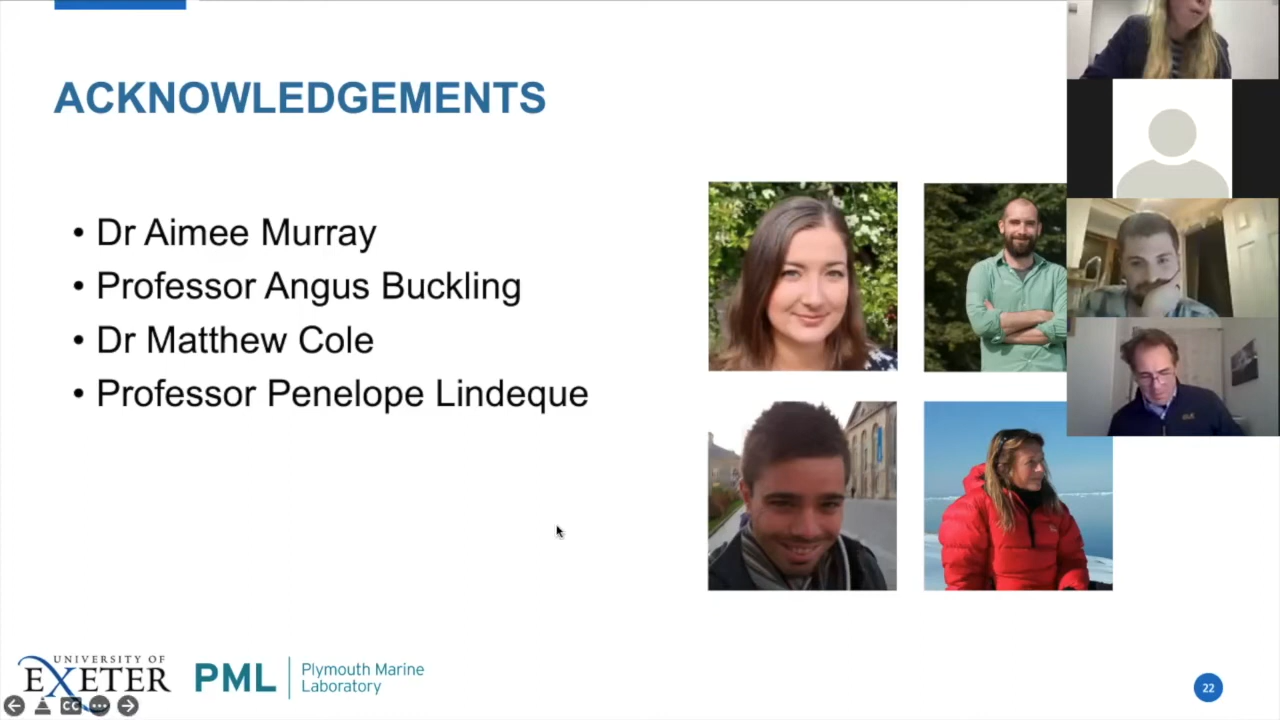 ACKNOWLEDGEMENTS
• Dr Aimee Murray
• Professor Angus Buckling
• Dr Matthew Cole
• Professor Penelope Lindeque
UNIVERSITY OF
EXETER
PML
Plymouth Marine
Laboratory
CC
22